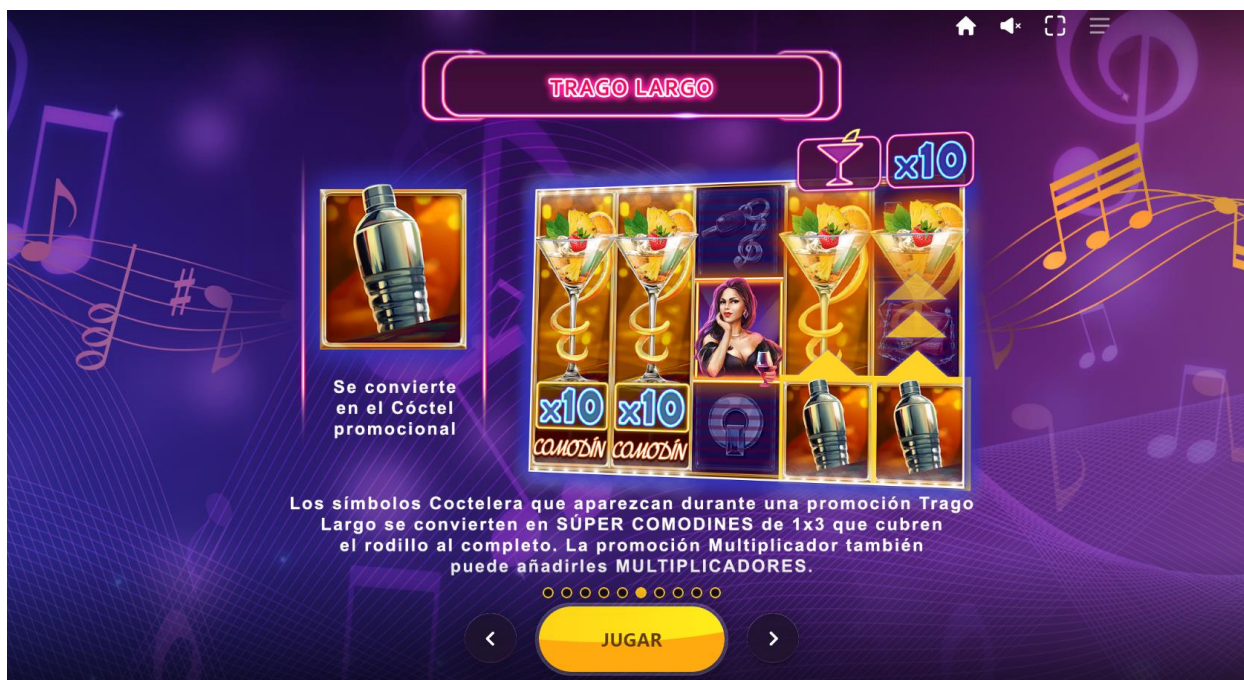 TRAGO LARGO
x10
Se convierte
en el Cóctel
promocional
x10
x10
COMODÍN
COMODÍN
Los símbolos Coctelera que aparezcan durante una promoción Trago
Largo se convierten en SÚPER COMODINES de 1x3 que cubren
el rodillo al completo. La promoción Multiplicador también
puede añadirles MULTIPLICADORES.
JUGAR